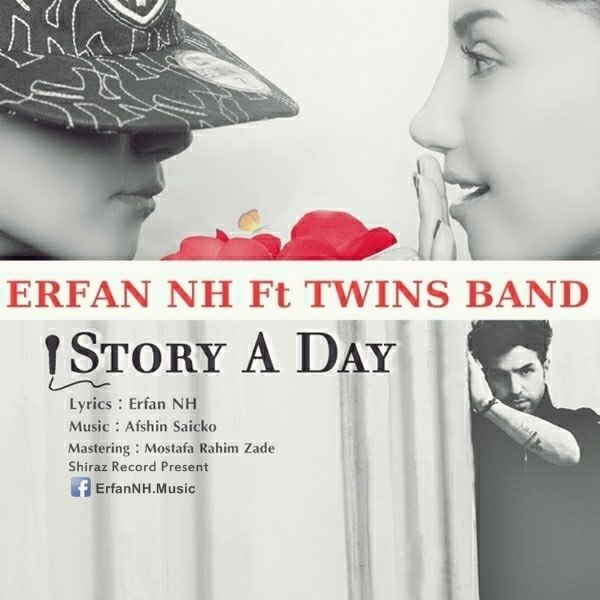 ERFAN NH Ft TWINS BAND
STORY A DAY
Lyrics : Erfan NH
Music : Afshin Saicko
Mastering : Mostafa Rahim Zade
Shiraz Record Present
f ErfanNH.Music